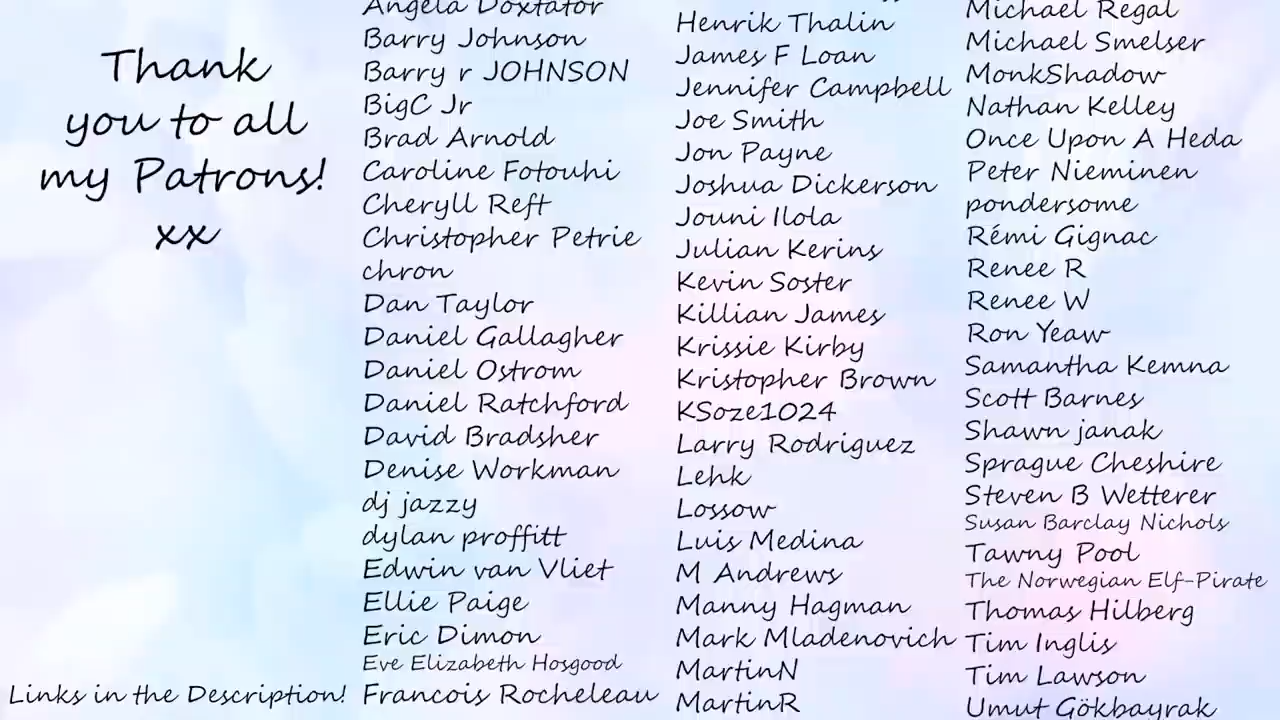 Thank
you to all
my Patrons!
xx
Links in the Description!
Angela Doxtator
Barry Johnson
Barry r JOHNSON
BigC Jr
Brad Arnold
Caroline Fotouhi
Cheryll Reft
Christopher Petrie
chron
Dan Taylor
Daniel Gallagher
Daniel Ostrom
Daniel Ratchford
David Bradsher
Denise Workman
dj jazzy
dylan proffitt
Edwin van Vliet
Ellie Paige
Eric Dimon
Eve Elizabeth Hosgood
Francois Rocheleau
Henrik Thalin
James F Loan
Jennifer Campbell
Joe Smith
Jon Payne
Joshua Dickerson
Jouni Ilola
Julian Kerins
Kevin Soster
Killian James
Krissie Kirby
Kristopher Brown
KSoze1024
Larry Rodriguez
Lehk
Lossow
Luis Medina
M Andrews
Manny Hagman
Mark Mladenovich
MartinN
MartinR
Michael Regal
Michael Smelser
MonkShadow
Nathan Kelley
Once Upon A Heda
Peter Nieminen
pondersome
Rémi Gignac
Renee R
Renee W
Ron Yeaw
Samantha Kemna
Scott Barnes
Shawn janak
Sprague Cheshire
Steven B Wetterer
Susan Barclay Nichols
Tawny Pool
The Norwegian Elf-Pirate
Thomas Hilberg
Tim Inglis
Tim Lawson
Umut Gökbayrak